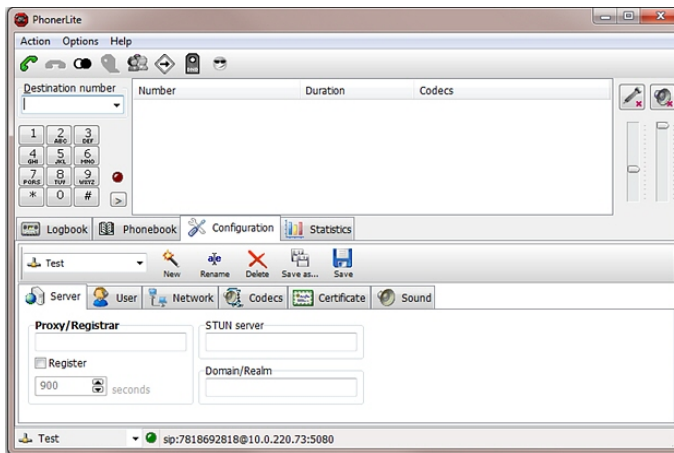 PhonerLite
Action Options Help
Destination number
Number Duration Codecs
1 2 ABC 3 DEF
4 GHI 5 JKL 6 MNO
7 PQRS 8 TUV 9 WXYZ
* 0 # >
Logbook Phonebook Configuration Statistics
Test New Rename Delete Save as... Save
Server User Network Codecs Certificate Sound
Proxy/Registrar STUN server
Register Domain/Realm
900 seconds
Test sip:7818692818@10.0.220.73:5080